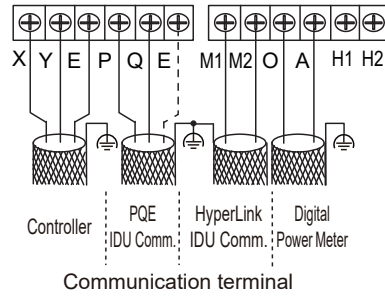 X Y E P Q E M1 M2 O A H1 H2
Controller
PQE
IDU Comm.
HyperLink
IDU Comm.
Digital
Power Meter
Communication terminal